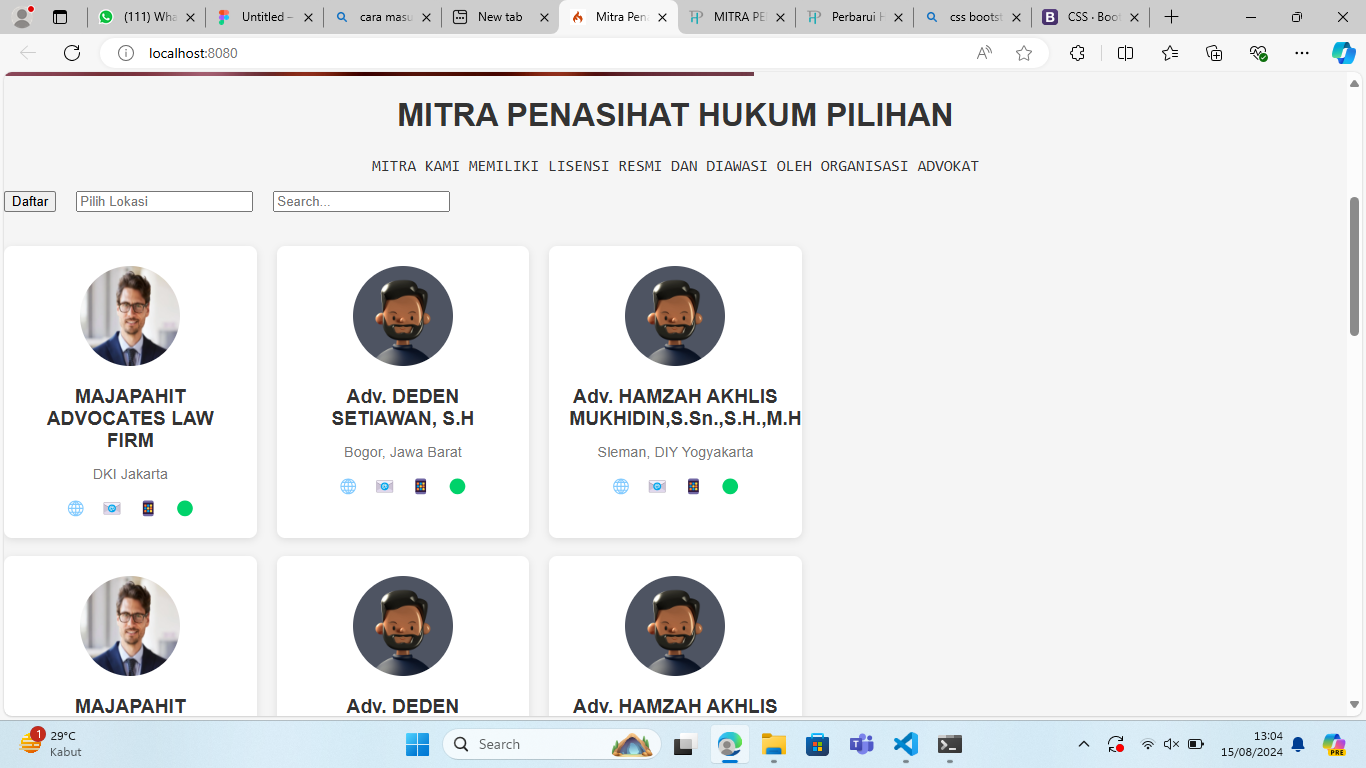 (111) Wha
Untitled –
cara masu
New tab
Mitra Pena
MITRA PE
Perbarui H
css bootst
CSS · Boot
localhost:8080
MITRA PENASIHAT HUKUM PILIHAN
MITRA KAMI MEMILIKI LISENSI RESMI DAN DIAWASI OLEH ORGANISASI ADVOKAT
Daftar
Pilih Lokasi
Search...
MAJAPAHIT
ADVOCATES LAW
FIRM
DKI Jakarta
Adv. DEDEN
SETIAWAN, S.H
Bogor, Jawa Barat
Adv. HAMZAH AKHLIS
MUKHIDIN,S.Sn.,S.H.,M.H
Sleman, DIY Yogyakarta
MAJAPAHIT
Adv. DEDEN
Adv. HAMZAH AKHLIS
1
29°C
Kabut
Search
13:04
15/08/2024
PRE